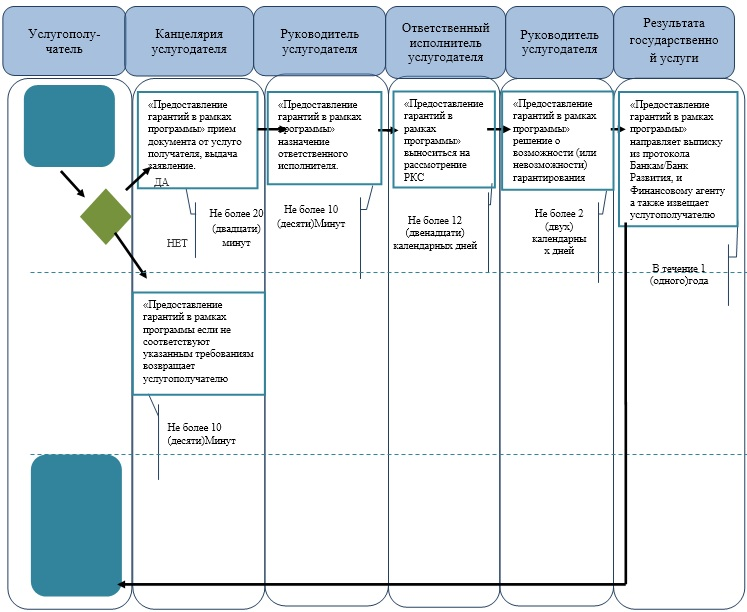 Услугополу-
чатель
Канцелярия
услугодателя
Руководитель
услугодателя
Ответственный
исполнитель
услугодателя
Руководитель
услугодателя
Результата
государственно
й услуги
«Предоставление
гарантий в рамках
программы» прием
документа от услуго
получателя, выдача
заявление.
ДА
НЕТ
Не более 20
(двадцати)
минут
«Предоставление
гарантий в рамках
программы»
назначение
ответственного
исполнителя.
Не более 10
(десяти)Минут
«Предоставление
гарантий в
рамках
программы»
выноситься на
рассмотрение
РКС
Не более 12
(двенадцати)
календарных дней
«Предоставление
гарантий в рамках
программы»
решение о
возможности (или
невозможности)
гарантирования
Не более 2
(двух)
календарны
х дней
«Предоставление
гарантий в рамках
программы»
направляет выписку
из протокола
Банкам/Банк
Развития, и
Финансовому агенту
а также извещает
услугополучателю
В течение 1
(одного)года
«Предоставление
гарантий в рамках
программы если не
соответствуют
указанным требованиям
возвращает
услугополучателю
Не более 10
(десяти)Минут